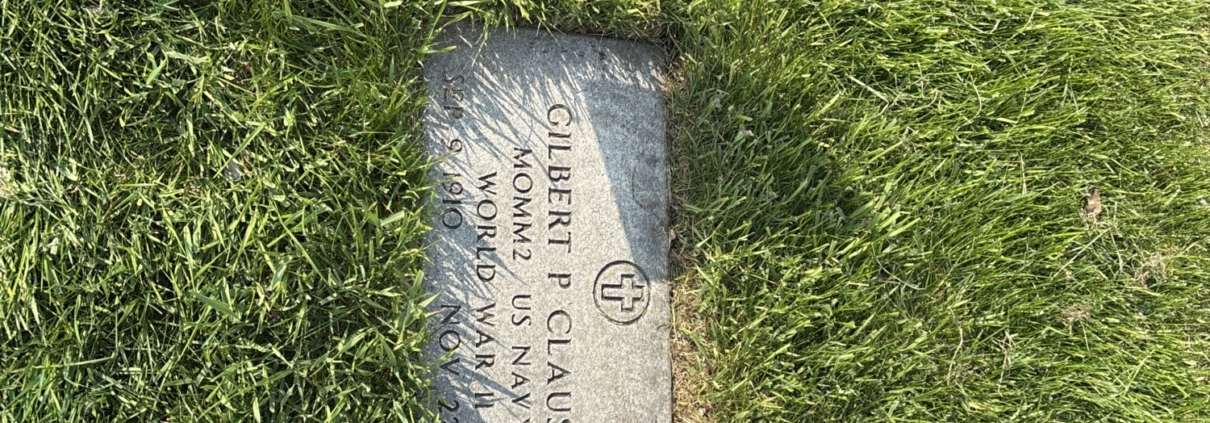 GILBERT P CLAUS
MOMM2 US NAVY
WORLD WAR II
SEP 9 1910 NOV 2